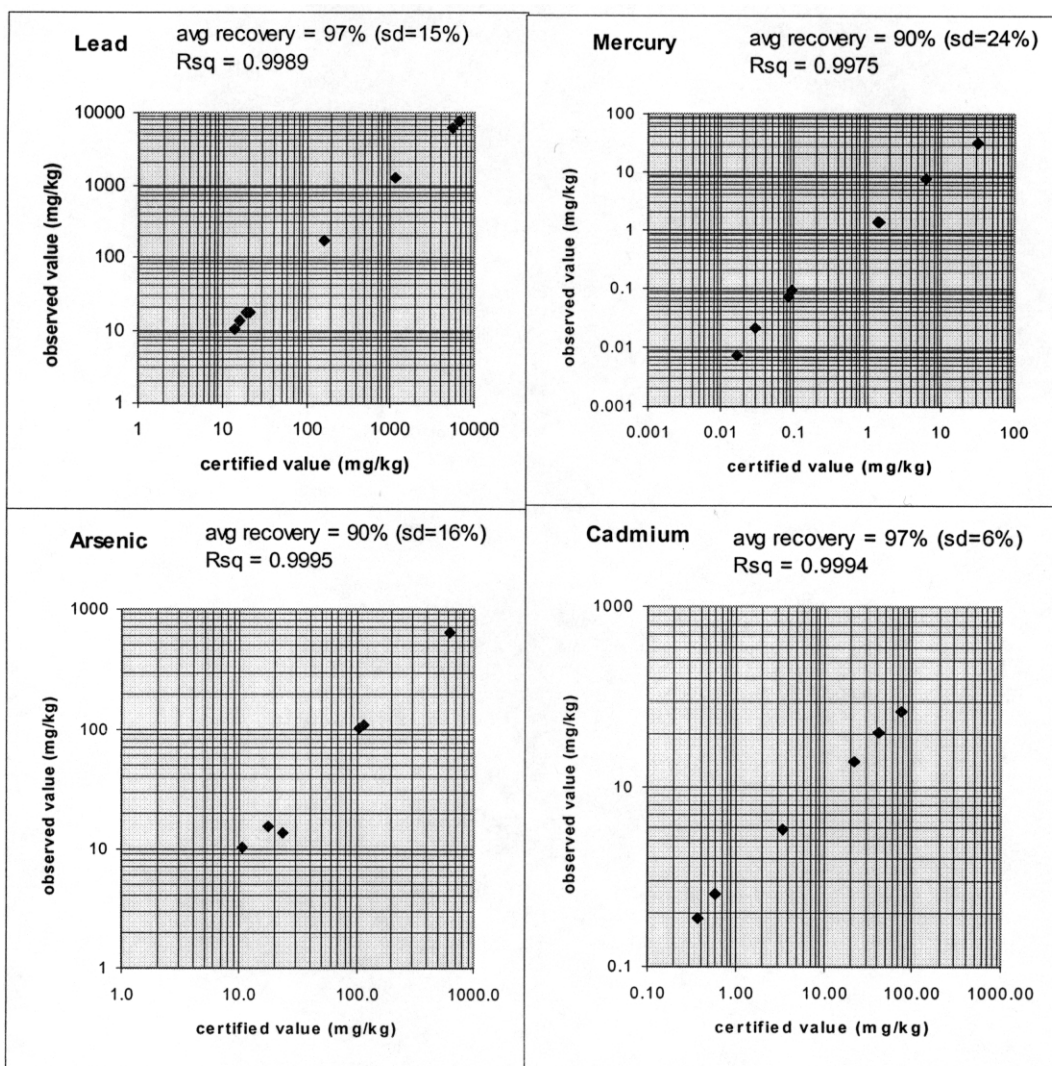 Lead
avg recovery = 97% (sd=15%)
Rsq = 0.9989
10000
1000
100
10
1
observed value (mg/kg)
1
10
100
1000
10000
certified value (mg/kg)
Mercury
avg recovery = 90% (sd=24%)
Rsq = 0.9975
100
10
1
0.1
0.01
0.001
observed value (mg/kg)
0.001
0.01
0.1
1
10
100
certified value (mg/kg)
Arsenic
avg recovery = 90% (sd=16%)
Rsq = 0.9995
1000
100
10
1
observed value (mg/kg)
1.0
10.0
100.0
1000.0
certified value (mg/kg)
Cadmium
avg recovery = 97% (sd=6%)
Rsq = 0.9994
1000
10
0.1
observed value (mg/kg)
0.10
1.00
10.00
100.00
1000.00
certified value (mg/kg)